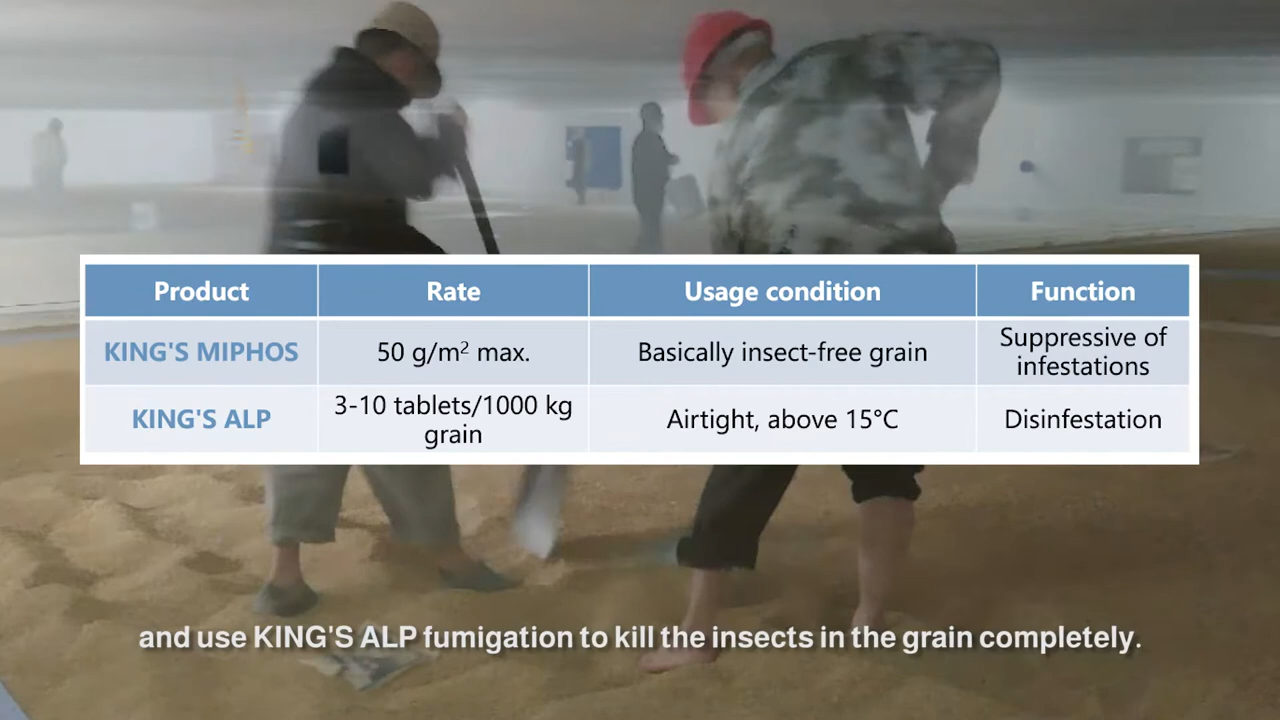 Product Rate Usage condition Function
KING'S MIPHOS 50 g/m² max. Basically insect-free grain Suppressive of
infestations
KING'S ALP 3-10 tablets/1000 kg
grain Airtight, above 15°C Disinfestation
and use KING'S ALP fumigation to kill the insects in the grain completely.